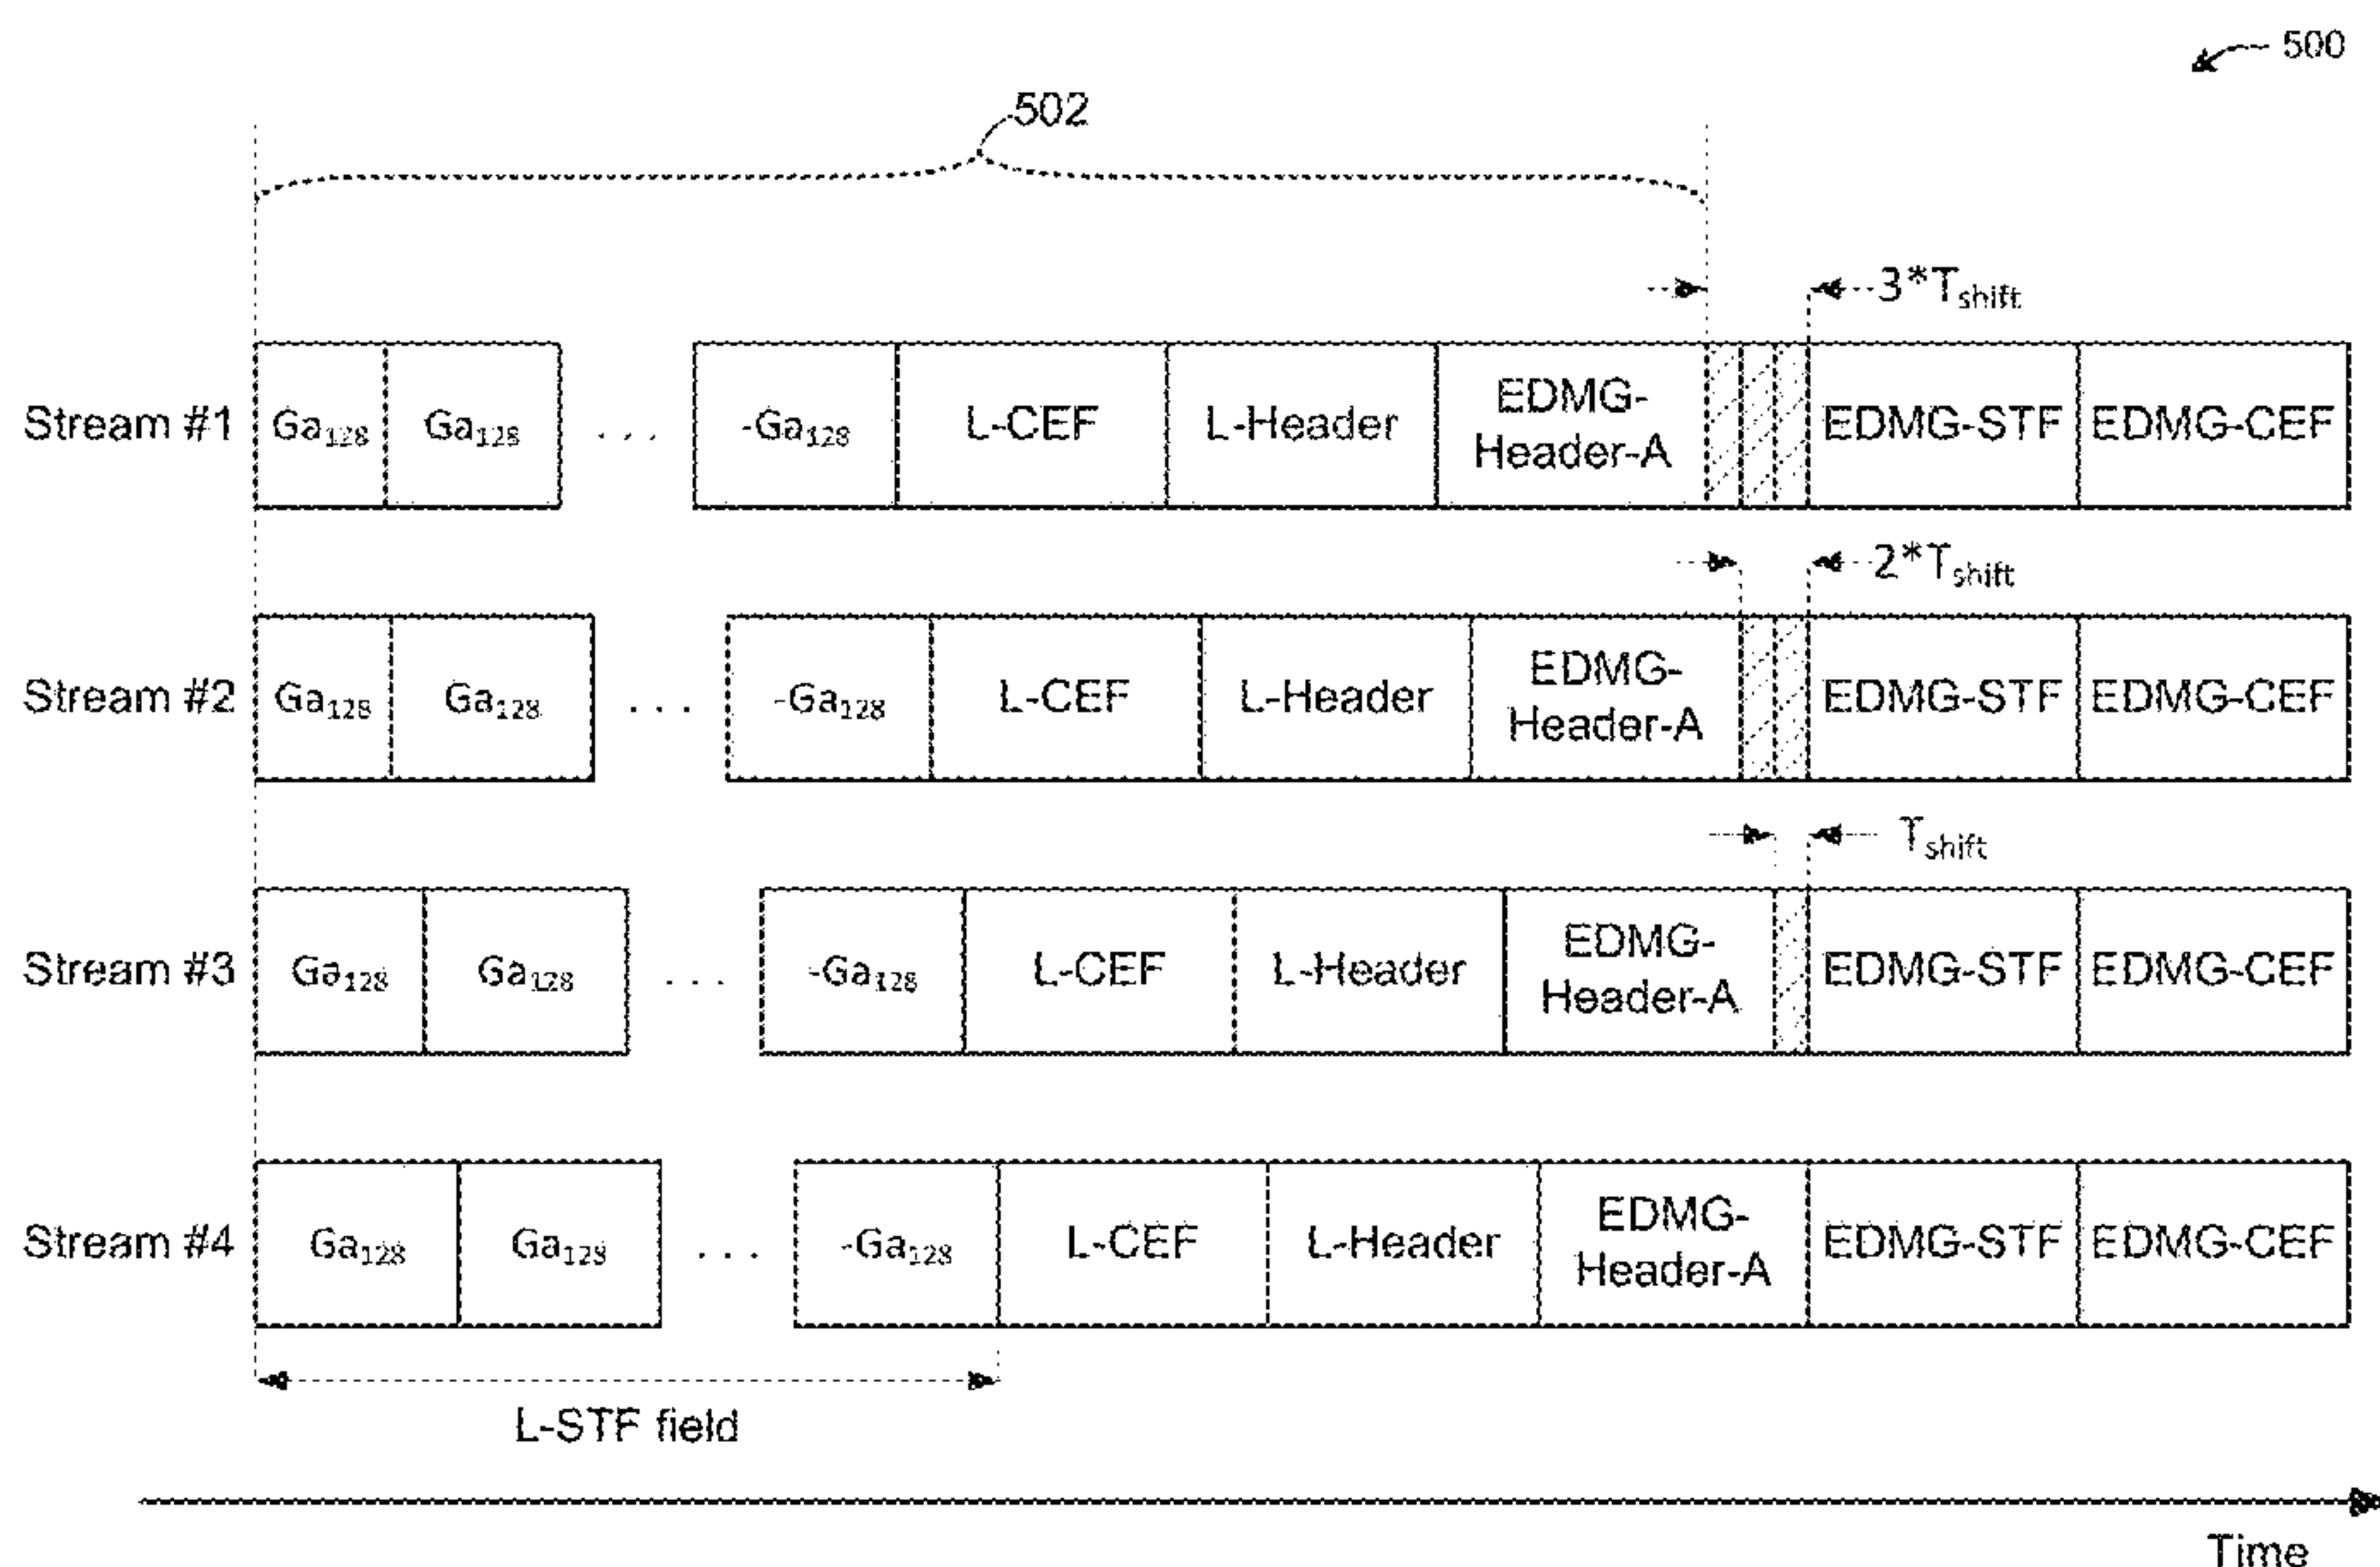 500
502
3*Tshift
Stream #1 Ga128 Ga128 ... -Ga128 L-CEF L-Header EDMG-Header-A EDMG-STF EDMG-CEF
2*Tshift
Stream #2 Ga128 Ga128 ... -Ga128 L-CEF L-Header EDMG-Header-A EDMG-STF EDMG-CEF
Tshift
Stream #3 Ga128 Ga128 ... -Ga128 L-CEF L-Header EDMG-Header-A EDMG-STF EDMG-CEF
Stream #4 Ga128 Ga128 ... -Ga128 L-CEF L-Header EDMG-Header-A EDMG-STF EDMG-CEF
L-STF field
Time